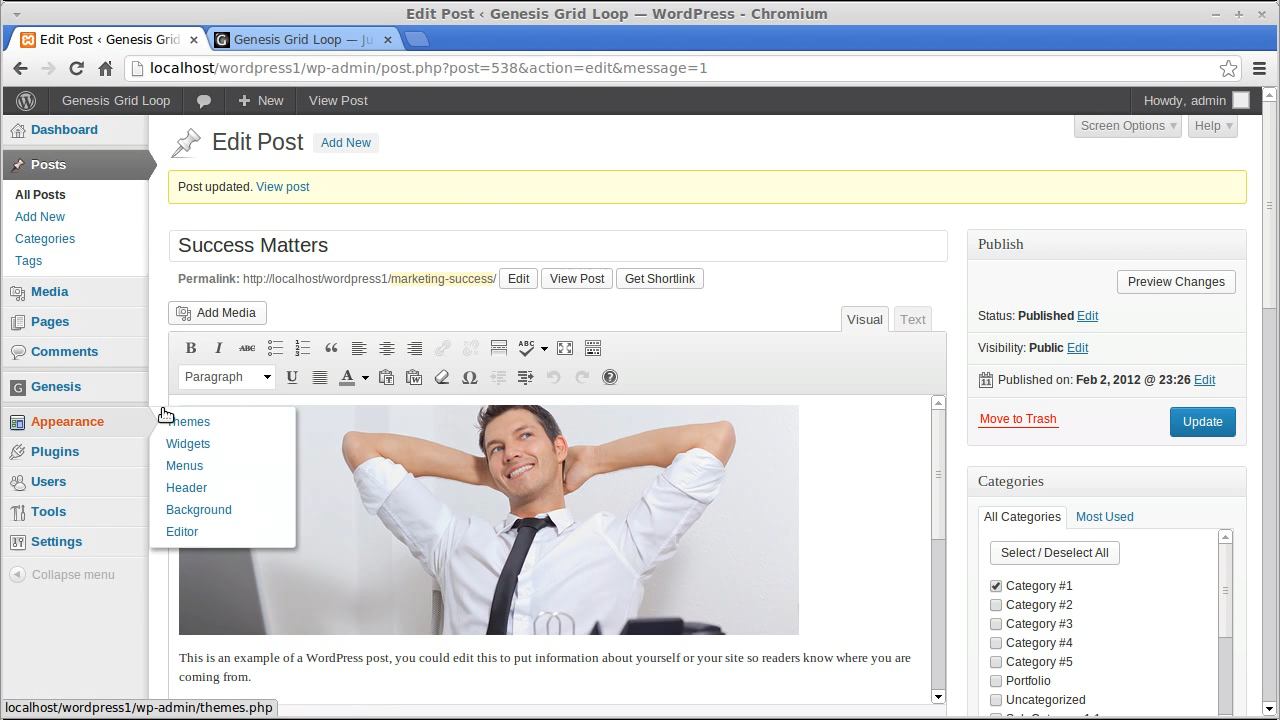 Edit Post ‹ Genesis Grid Loop — WordPress - Chromium
Edit Post ‹ Genesis Grid
Genesis Grid Loop — Ju
localhost/wordpress1/wp-admin/post.php?post=538&action=edit&message=1
Genesis Grid Loop
New
View Post
Howdy, admin
Dashboard
Posts
All Posts
Add New
Categories
Tags
Media
Pages
Comments
Genesis
Appearance
Plugins
Users
Tools
Settings
Collapse menu
Themes
Widgets
Menus
Header
Background
Editor
Edit Post
Add New
Screen Options
Help
Post updated. View post
Success Matters
Permalink: http://localhost/wordpress1/marketing-success/ Edit View Post Get Shortlink
Add Media
Visual
Text
B I ABC ABC
Paragraph U A Ω
This is an example of a WordPress post, you could edit this to put information about yourself or your site so readers know where you are
coming from.
Publish
Preview Changes
Status: Published Edit
Visibility: Public Edit
Published on: Feb 2, 2012 @ 23:26 Edit
Move to Trash
Update
Categories
All Categories
Most Used
Select / Deselect All
Category #1
Category #2
Category #3
Category #4
Category #5
Portfolio
Uncategorized
localhost/wordpress1/wp-admin/themes.php